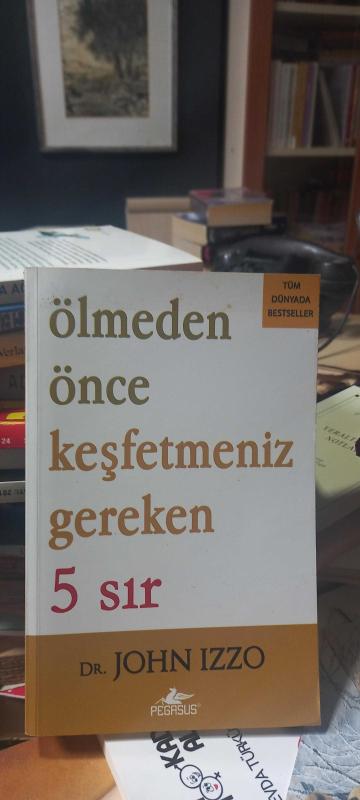 TÜM
DÜNYADA
BESTSELLER
ölmeden
önce
keşfetmeniz
gereken
5 sır
DR. JOHN IZZO
PEGASUS